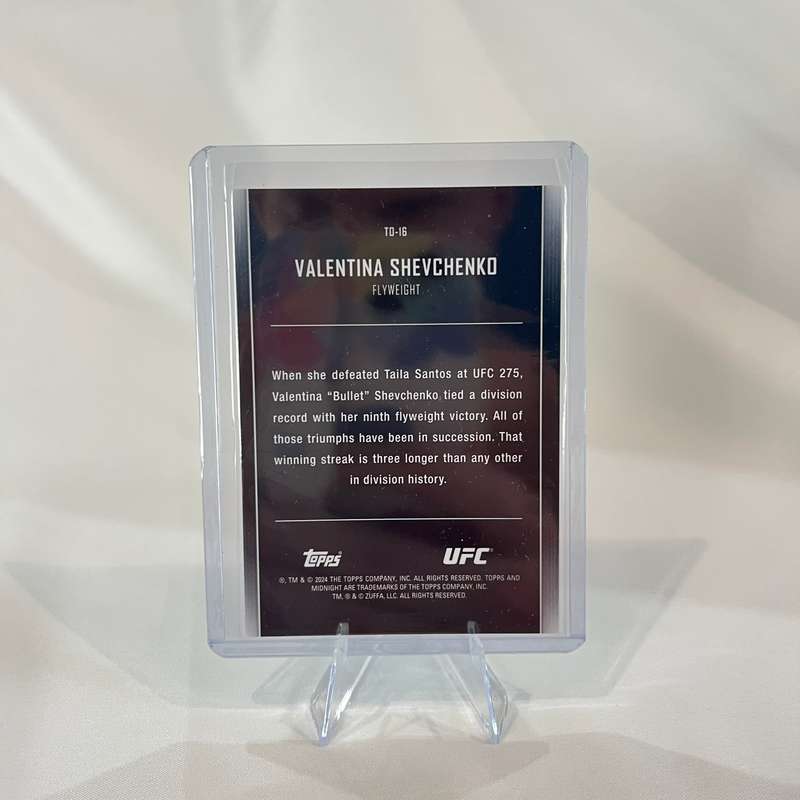 TD-16
VALENTINA SHEVCHENKO
FLYWEIGHT
When she defeated Taila Santos at UFC 275,
Valentina “Bullet” Shevchenko tied a division
record with her ninth flyweight victory. All of
those triumphs have been in succession. That
winning streak is three longer than any other
in division history.
Topps® UFC®
®, TM & © 2024 THE TOPPS COMPANY, INC. ALL RIGHTS RESERVED. TOPPS AND
MIDNIGHT ARE TRADEMARKS OF THE TOPPS COMPANY, INC.
TM, ® & © ZUFFA, LLC. ALL RIGHTS RESERVED.